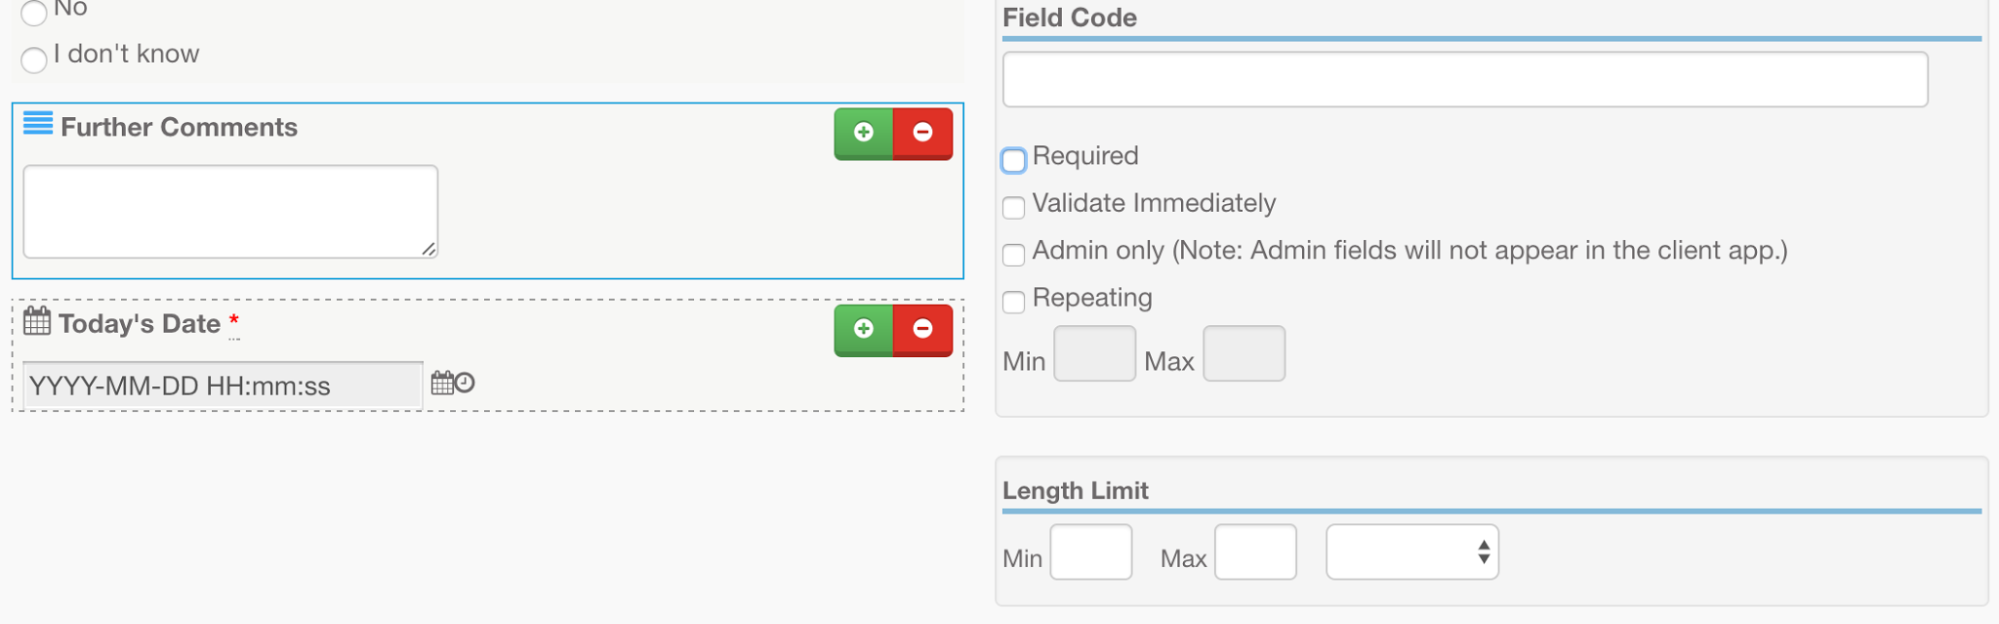 No
I don't know
Further Comments
Today's Date *
YYYY-MM-DD HH:mm:ss
Field Code
Required
Validate Immediately
Admin only (Note: Admin fields will not appear in the client app.)
Repeating
Min Max
Length Limit
Min Max